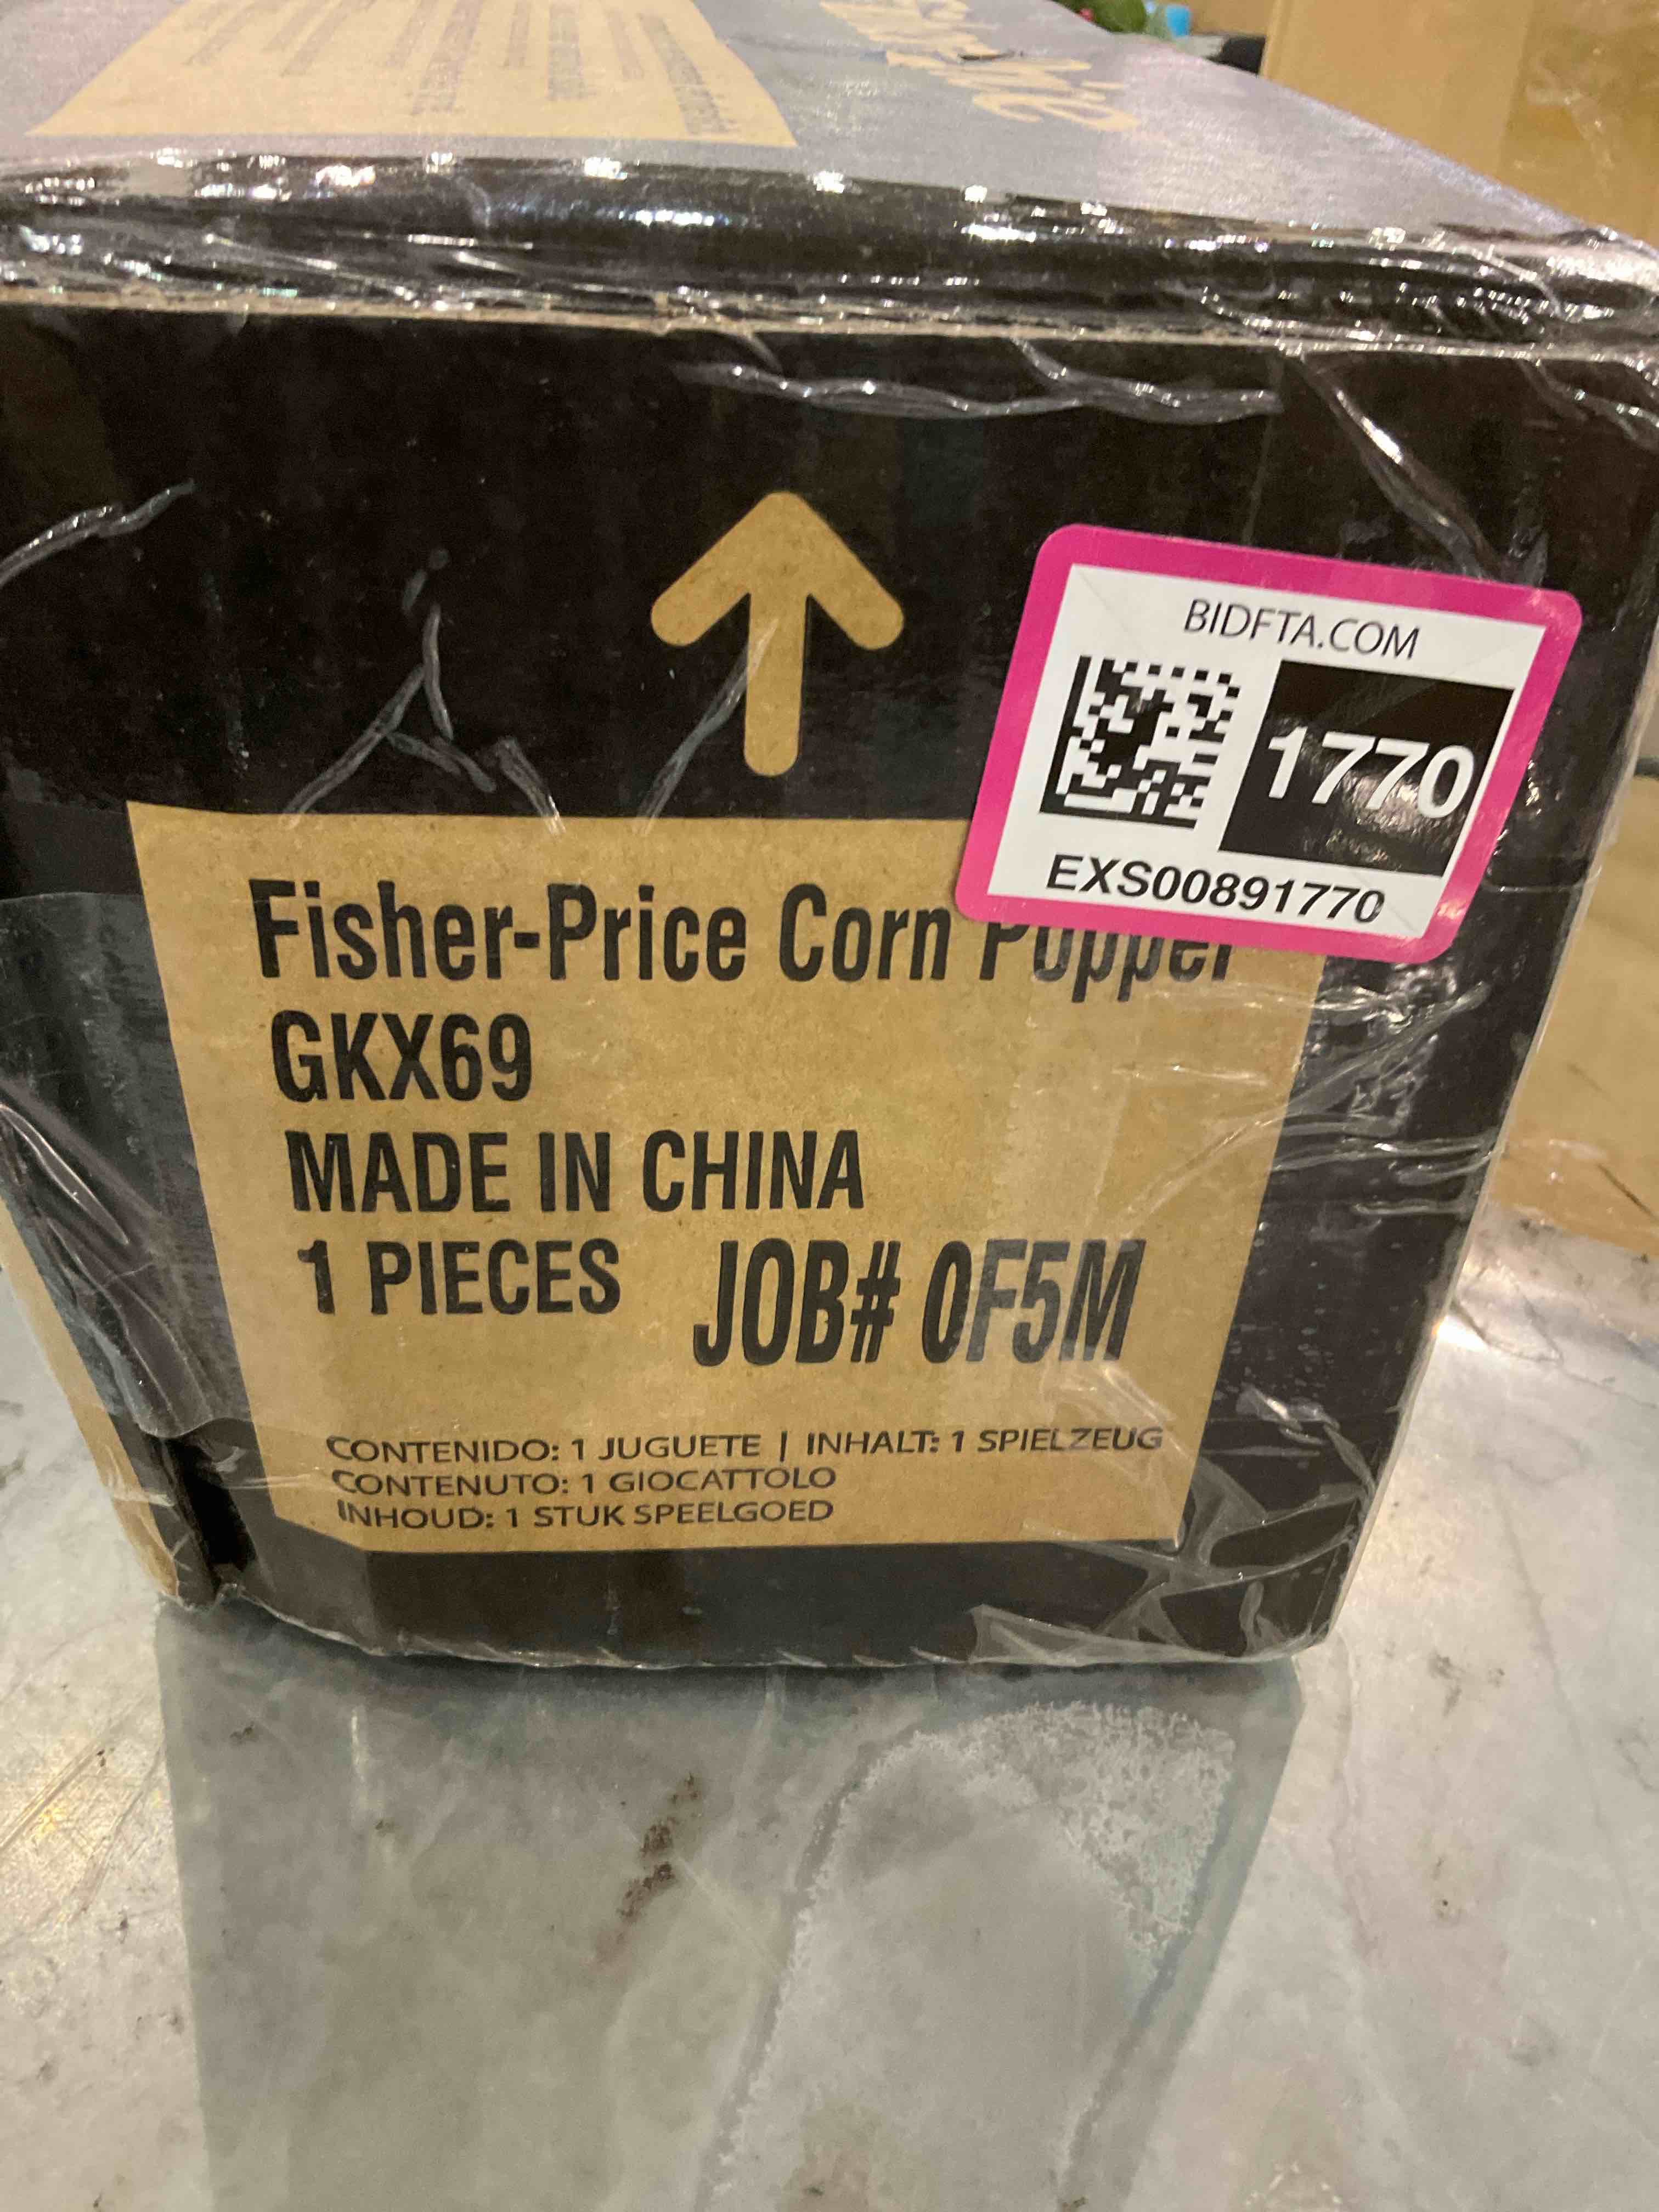 BIDFTA.COM
1770
EXS00891770
Fisher-Price Corn Popper
GKX69
MADE IN CHINA
1 PIECES JOB# 0F5M
CONTENIDO: 1 JUGUETE | INHALT: 1 SPIELZEUG
CONTENUTO: 1 GIOCATTOLO
INHOUD: 1 STUK SPEELGOED